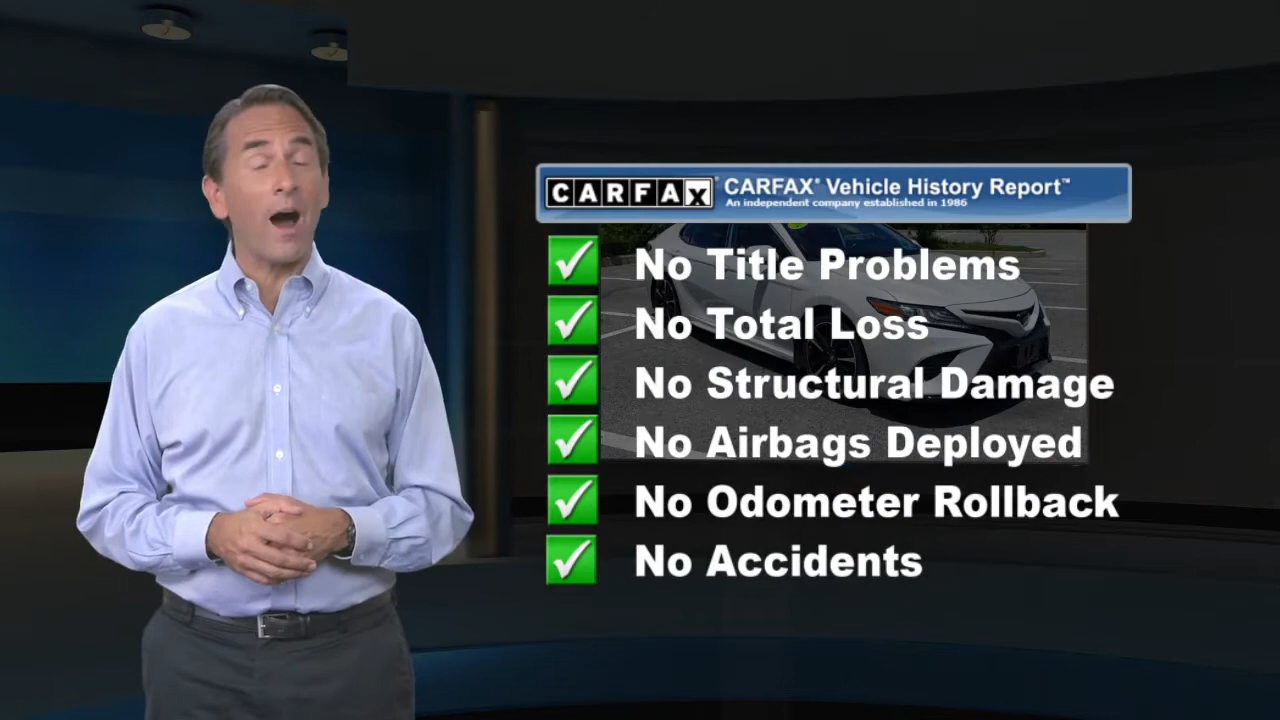 CARFAX® CARFAX® Vehicle History Report™
An independent company established in 1986
No Title Problems
No Total Loss
No Structural Damage
No Airbags Deployed
No Odometer Rollback
No Accidents